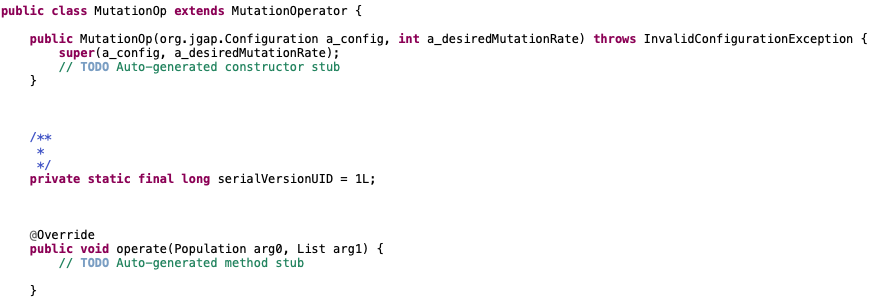 public class MutationOp extends MutationOperator {
public MutationOp(org.jgap.Configuration a_config, int a_desiredMutationRate) throws InvalidConfigurationException {
super(a_config, a_desiredMutationRate);
// TODO Auto-generated constructor stub
}
/**
*
*/
private static final long serialVersionUID = 1L;
@Override
public void operate(Population arg0, List arg1) {
// TODO Auto-generated method stub
}